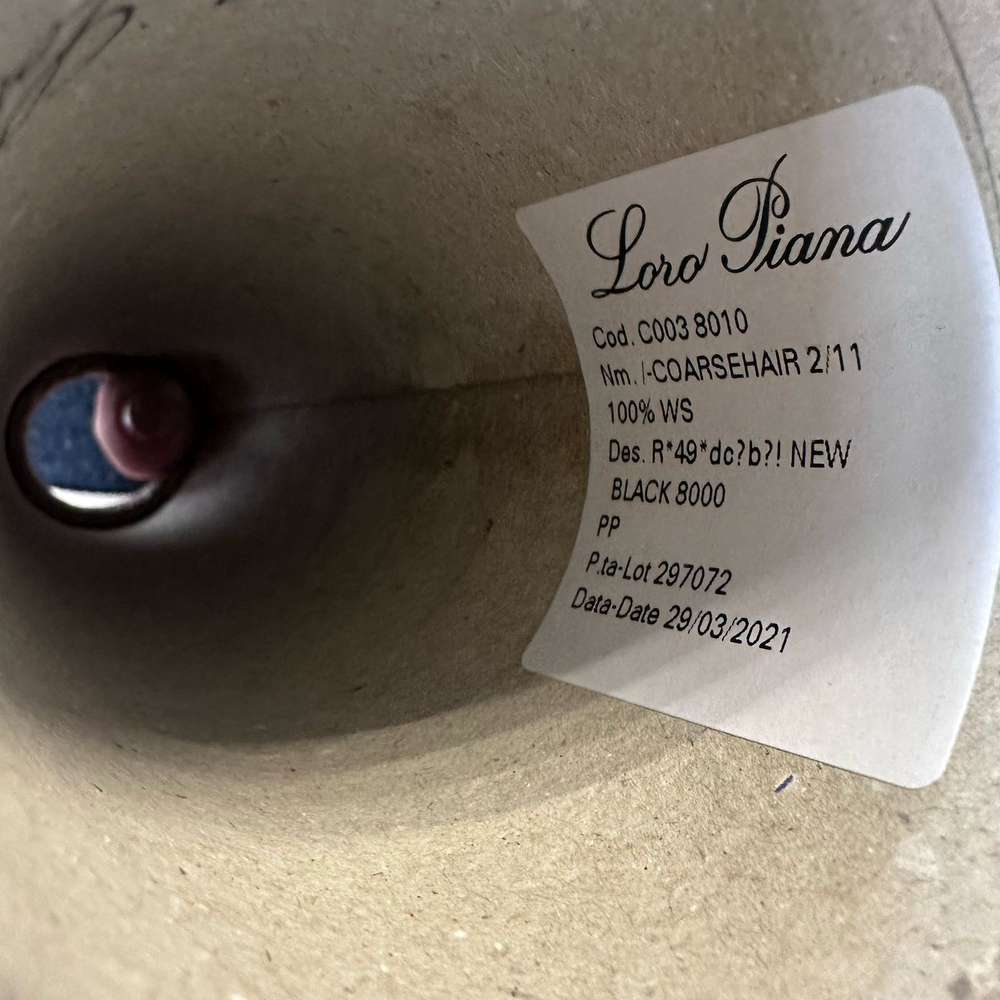 Loro Piana
Cod. C003 8010
Nm. /-COARSEHAIR 2/11
100% WS
Des. R*49*dc?b?! NEW
BLACK 8000
PP
P.ta-Lot 297072
Data-Date 29/03/2021